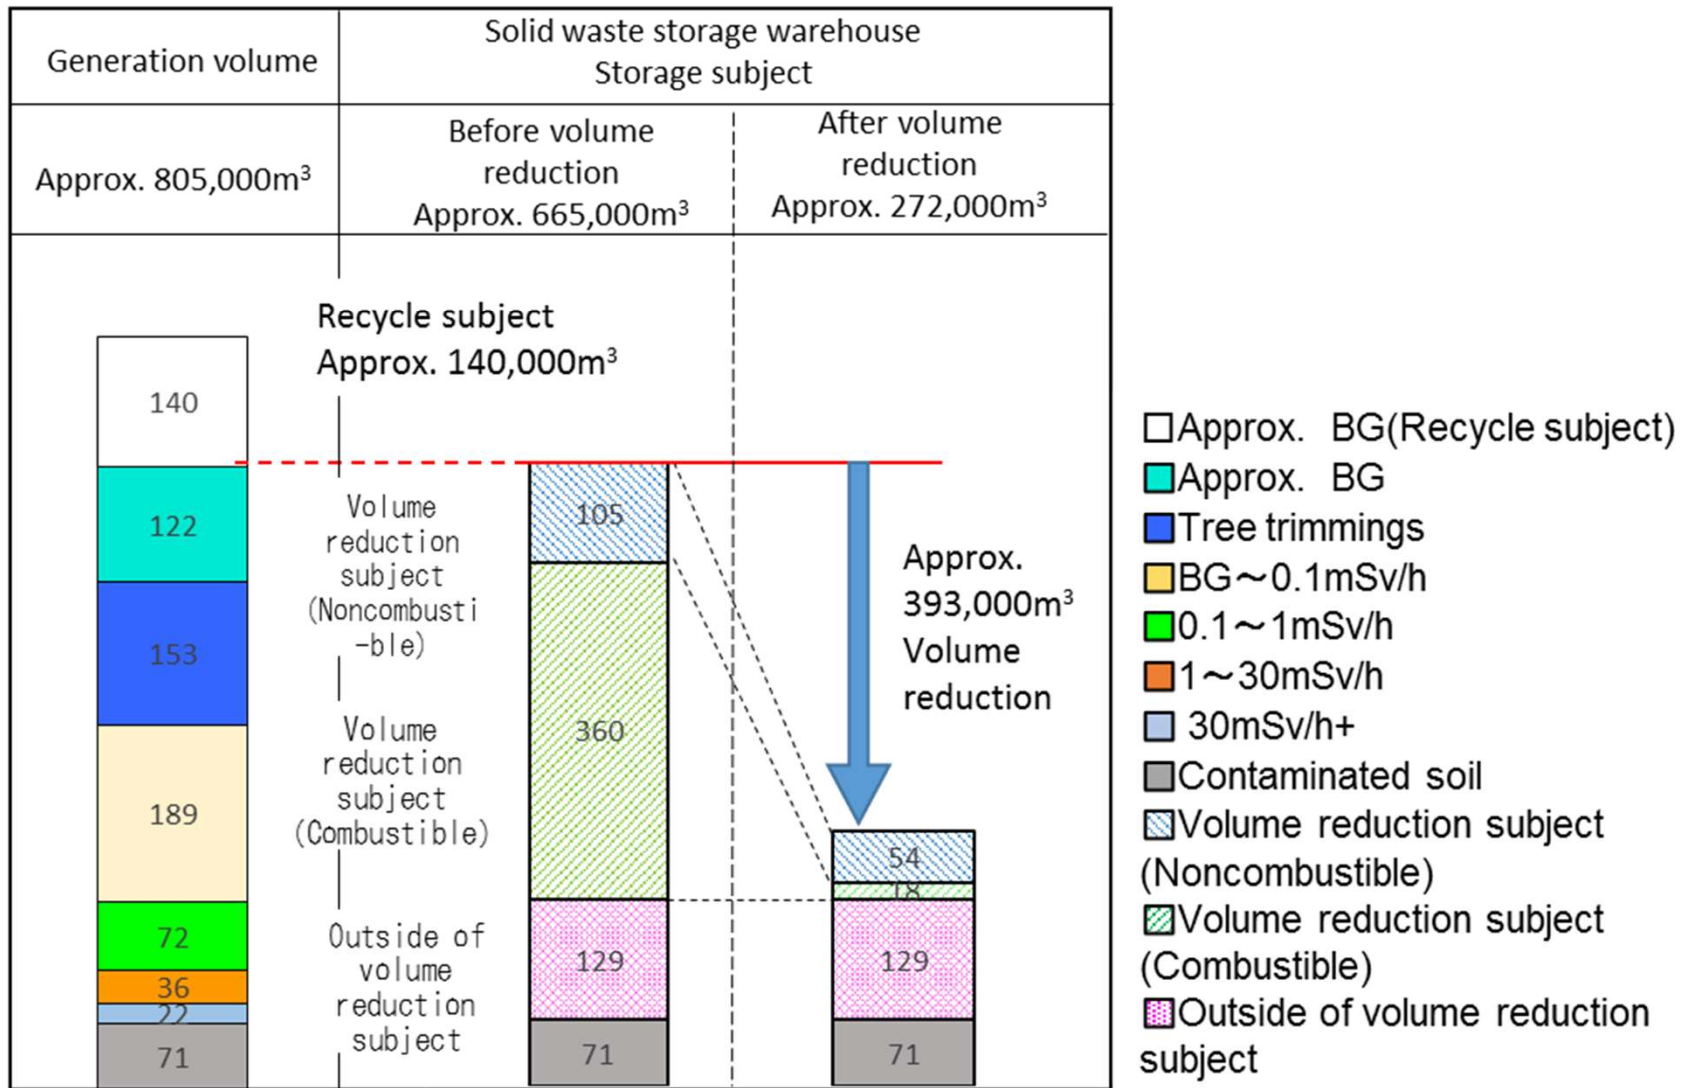 Generation volume
Solid waste storage warehouse
Storage subject
Approx. 805,000m³
Before volume
reduction
Approx. 665,000m³
After volume
reduction
Approx. 272,000m³
Recycle subject
Approx. 140,000m³
140
122
153
189
72
36
22
71
Volume
reduction
subject
(Noncombusti
-ble)
Volume
reduction
subject
(Combustible)
Outside of
volume
reduction
subject
105
360
129
71
Approx.
393,000m³
Volume
reduction
54
18
129
71
Approx. BG(Recycle subject)
Approx. BG
Tree trimmings
BG～0.1mSv/h
0.1～1mSv/h
1～30mSv/h
30mSv/h+
Contaminated soil
Volume reduction subject
(Noncombustible)
Volume reduction subject
(Combustible)
Outside of volume reduction
subject